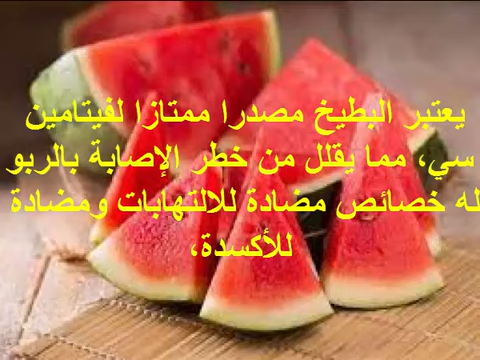 يعتبر البطيخ مصدرا ممتازا لفيتامين
سي، مما يقلل من خطر الإصابة بالربو
له خصائص مضادة للالتهابات ومضادة
للأكسدة،